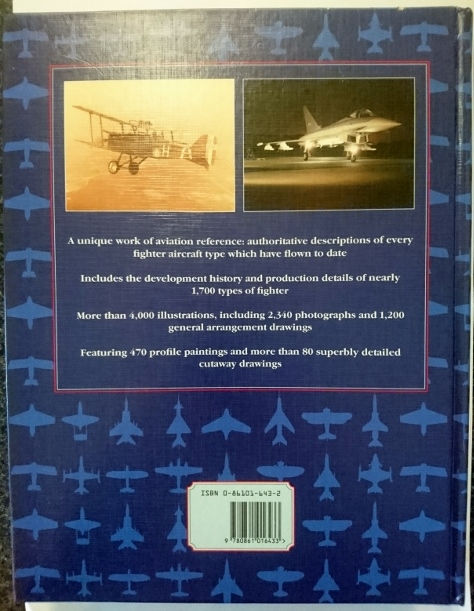 H A
A unique work of aviation reference: authoritative descriptions of every
fighter aircraft type which have flown to date
Includes the development history and production details of nearly
1,700 types of fighter
More than 4,000 illustrations, including 2,340 photographs and 1,200
general arrangement drawings
Featuring 470 profile paintings and more than 80 superbly detailed
cutaway drawings
ISBN 0-86101-643-2
9 780861 016433 >